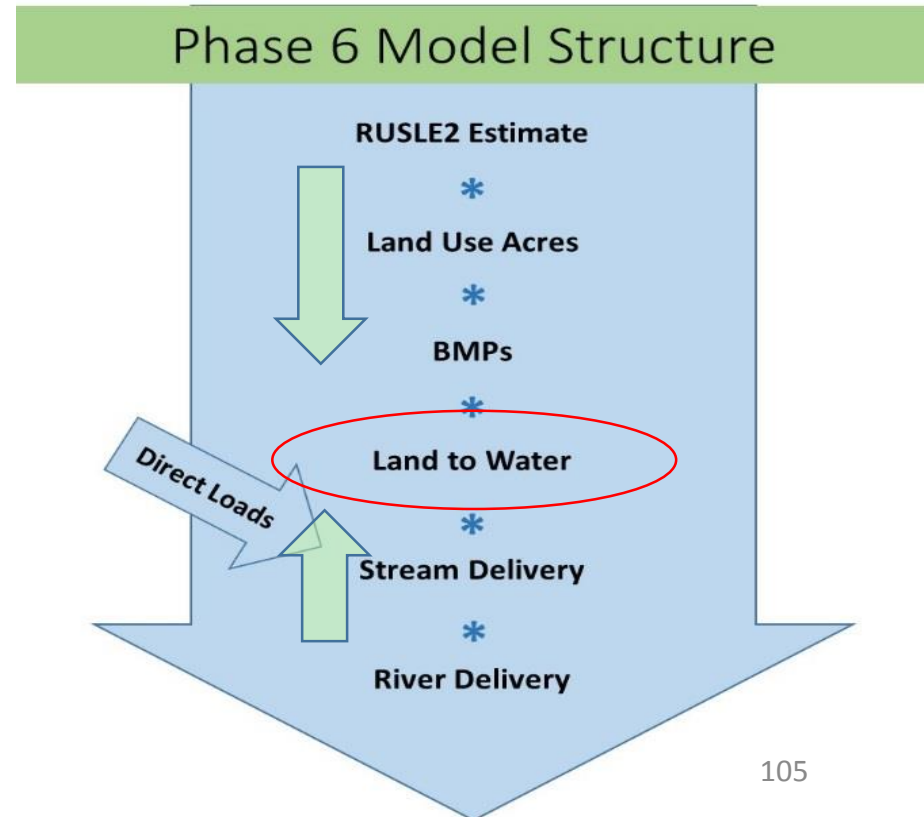 Phase 6 Model Structure
RUSLE2 Estimate
*
Land Use Acres
*
BMPs
*
Land to Water
Direct Loads
*
Stream Delivery
*
River Delivery
105